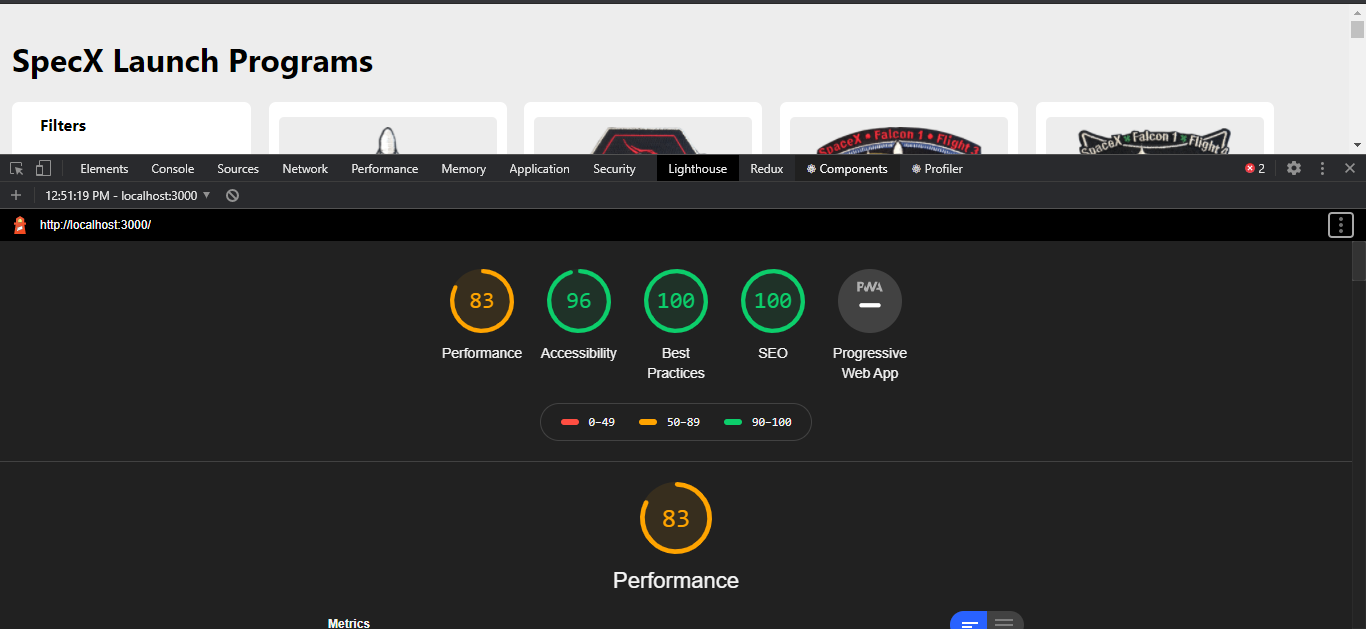 SpecX Launch Programs
Filters
SpaceX • Falcon 1 • Flight 3
SpaceX Falcon 1 Flight
Elements Console Sources Network Performance Memory Application Security Lighthouse Redux Components Profiler 2
12:51:19 PM - localhost:3000
http://localhost:3000/
83 96 100 100 PWA
Performance Accessibility Best Practices SEO Progressive Web App
0–49 50–89 90–100
83
Performance
Metrics